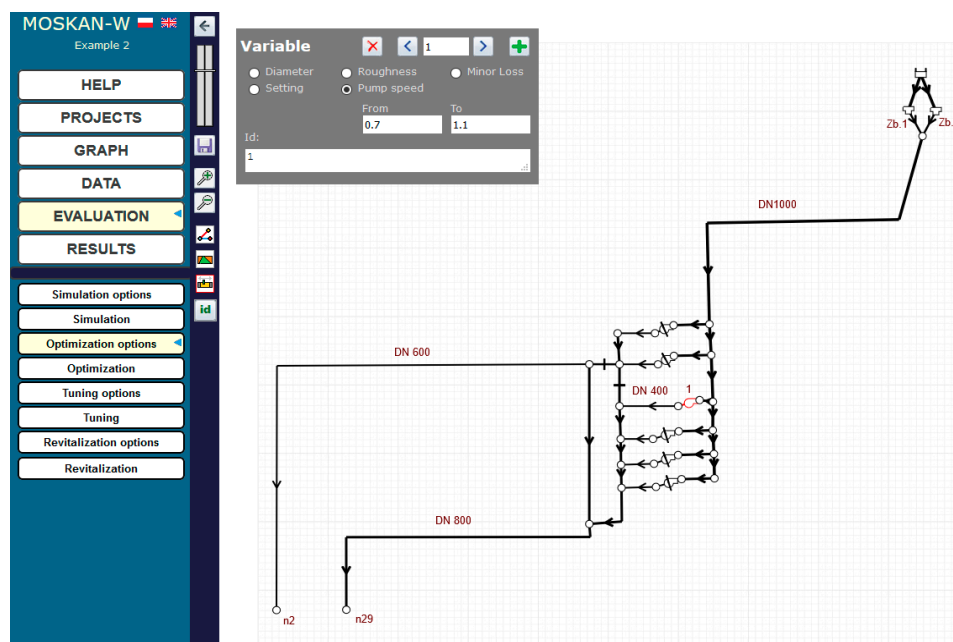 MOSKAN-W
Example 2
HELP
PROJECTS
GRAPH
DATA
EVALUATION
RESULTS
Simulation options
Simulation
Optimization options
Optimization
Tuning options
Tuning
Revitalization options
Revitalization
id
Variable
1
Diameter
Roughness
Minor Loss
Setting
Pump speed
From
To
0.7
1.1
Id:
1
Zb.1
Zb.
DN1000
DN 600
DN 400
1
DN 800
n2
n29